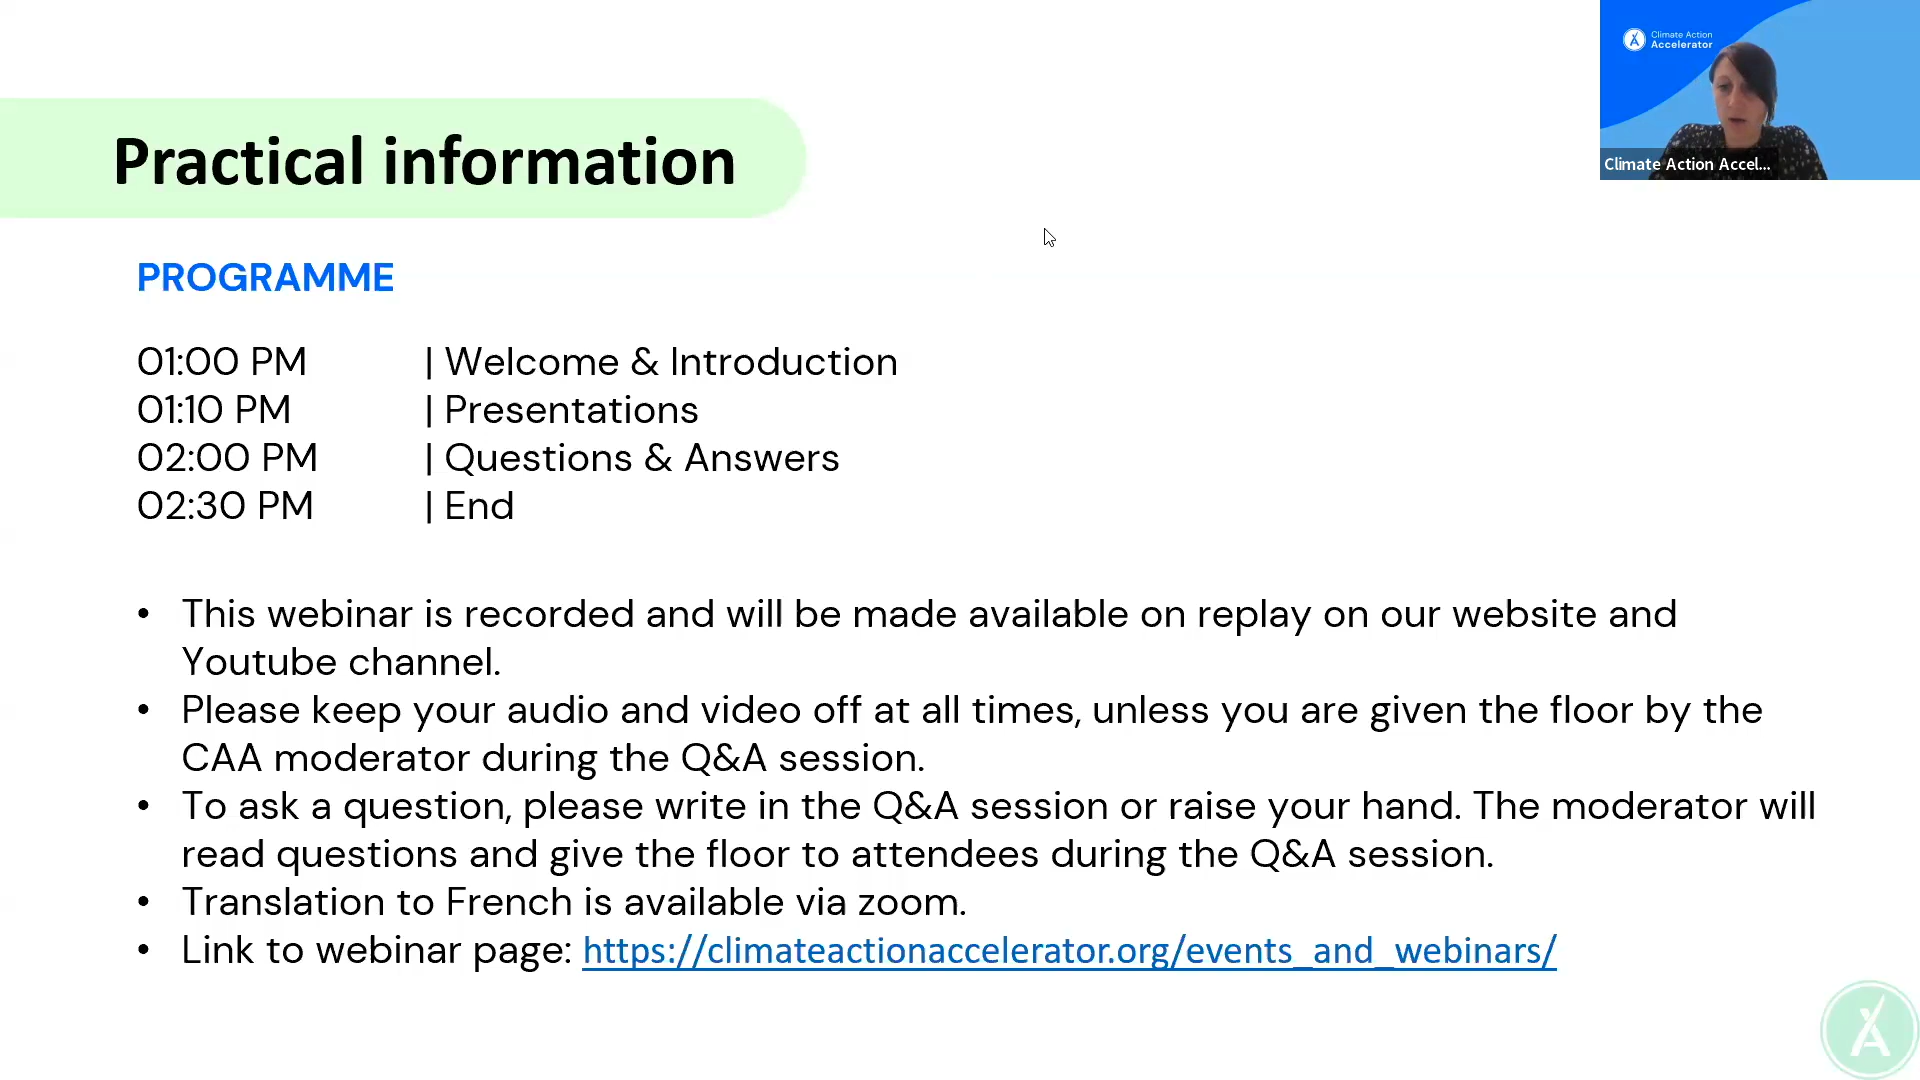 Climate Action
Accelerator
Climate Action Accel...
Practical information
PROGRAMME
01:00 PM | Welcome & Introduction
01:10 PM | Presentations
02:00 PM | Questions & Answers
02:30 PM | End
• This webinar is recorded and will be made available on replay on our website and
Youtube channel.
• Please keep your audio and video off at all times, unless you are given the floor by the
CAA moderator during the Q&A session.
• To ask a question, please write in the Q&A session or raise your hand. The moderator will
read questions and give the floor to attendees during the Q&A session.
• Translation to French is available via zoom.
• Link to webinar page: https://climateactionaccelerator.org/events_and_webinars/